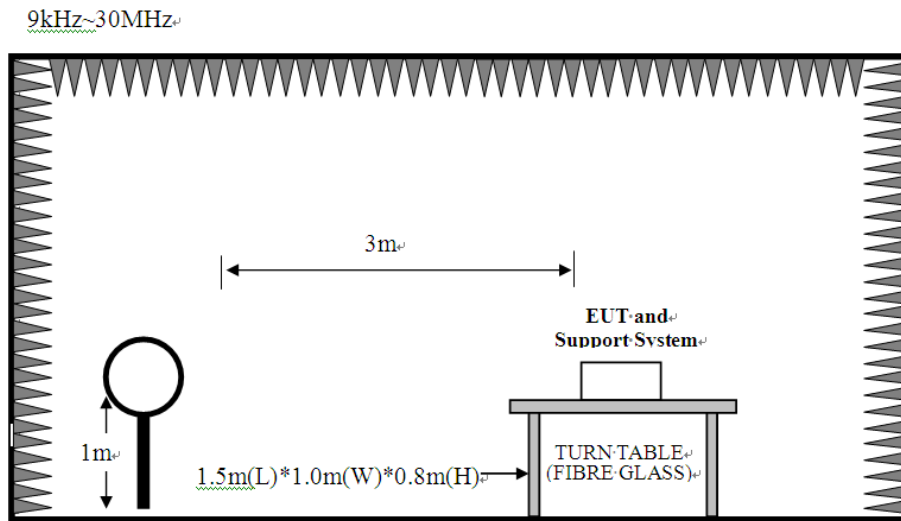 9kHz~30MHz
3m
EUT and
Support System
1m
1.5m(L)*1.0m(W)*0.8m(H)
TURN TABLE
(FIBRE GLASS)